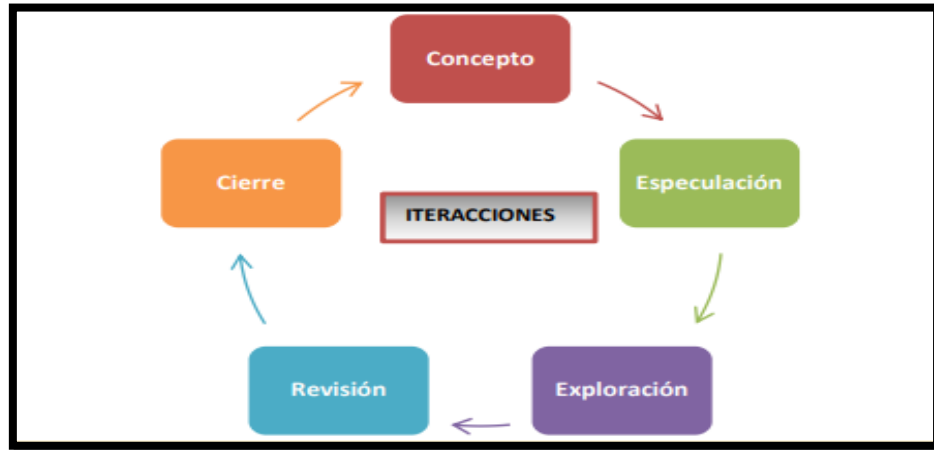 Concepto
Especulación
Exploración
Revisión
Cierre
ITERACCIONES